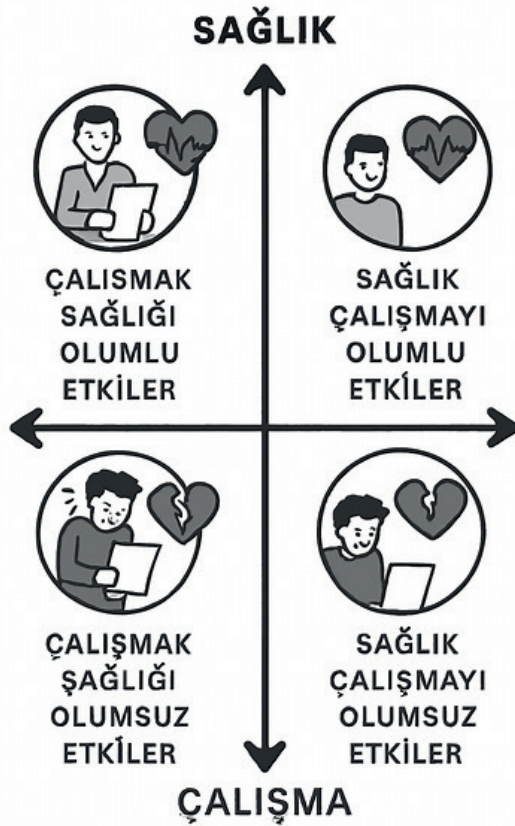 SAĞLIK
ÇALISMAK
SAĞLIĞI
OLUMLU
ETKİLER
SAĞLIK
ÇALIŞMAYI
OLUMLU
ETKİLER
ÇALIŞMAK
ŞAĞLIĞI
OLUMSUZ
ETKİLER
SAĞLIK
ÇALIŞMAYI
OLUMSUZ
ETKİLER
ÇALIŞMA